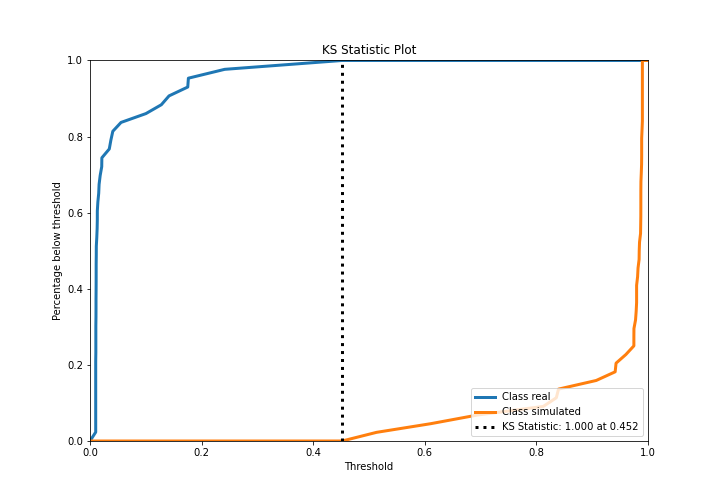 KS Statistic Plot
1.0
0.8
0.6
0.4
0.2
0.0
Percentage below threshold
Class real
Class simulated
KS Statistic: 1.000 at 0.452
0.0 0.2 0.4 0.6 0.8 1.0
Threshold